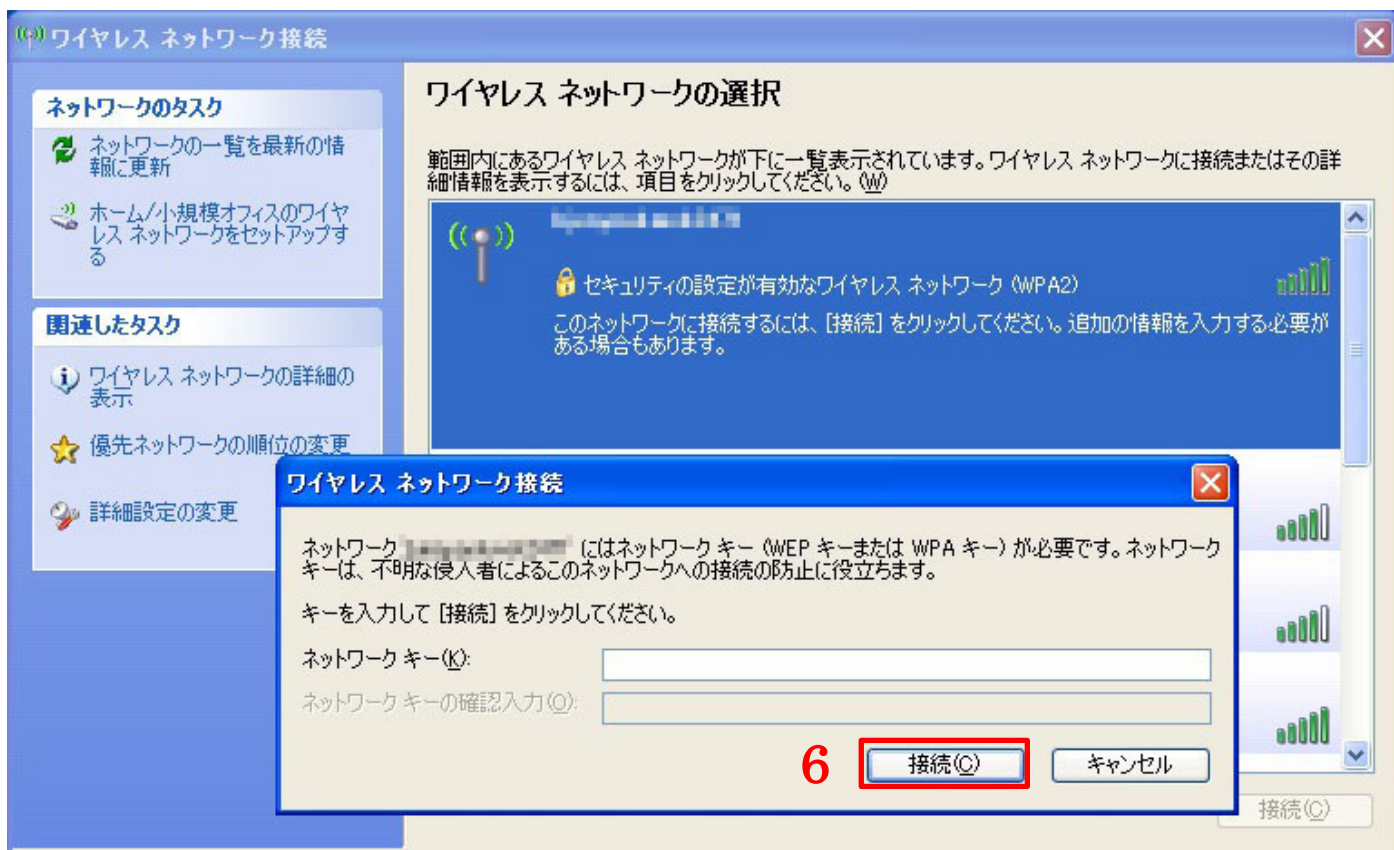 ワイヤレス ネットワーク接続
ネットワークのタスク
ネットワークの一覧を最新の情
報に更新
ホーム/小規模オフィスのワイヤ
レス ネットワークをセットアップす
る
関連したタスク
ワイヤレス ネットワークの詳細の
表示
優先ネットワークの順位の変更
詳細設定の変更
ワイヤレス ネットワークの選択
範囲内にあるワイヤレス ネットワークが下に一覧表示されています。ワイヤレス ネットワークに接続またはその詳
細情報を表示するには、項目をクリックしてください。(W)
セキュリティの設定が有効なワイヤレス ネットワーク (WPA2)
このネットワークに接続するには、[接続] をクリックしてください。追加の情報を入力する必要が
ある場合もあります。
ワイヤレス ネットワーク接続
ネットワーク にはネットワーク キー (WEP キーまたは WPA キー) が必要です。ネットワーク
キーは、不明な侵入者によるこのネットワークへの接続の防止に役立ちます。
キーを入力して [接続] をクリックしてください。
ネットワーク キー(K):
ネットワーク キーの確認入力(O):
6 接続(C) キャンセル
接続(C)